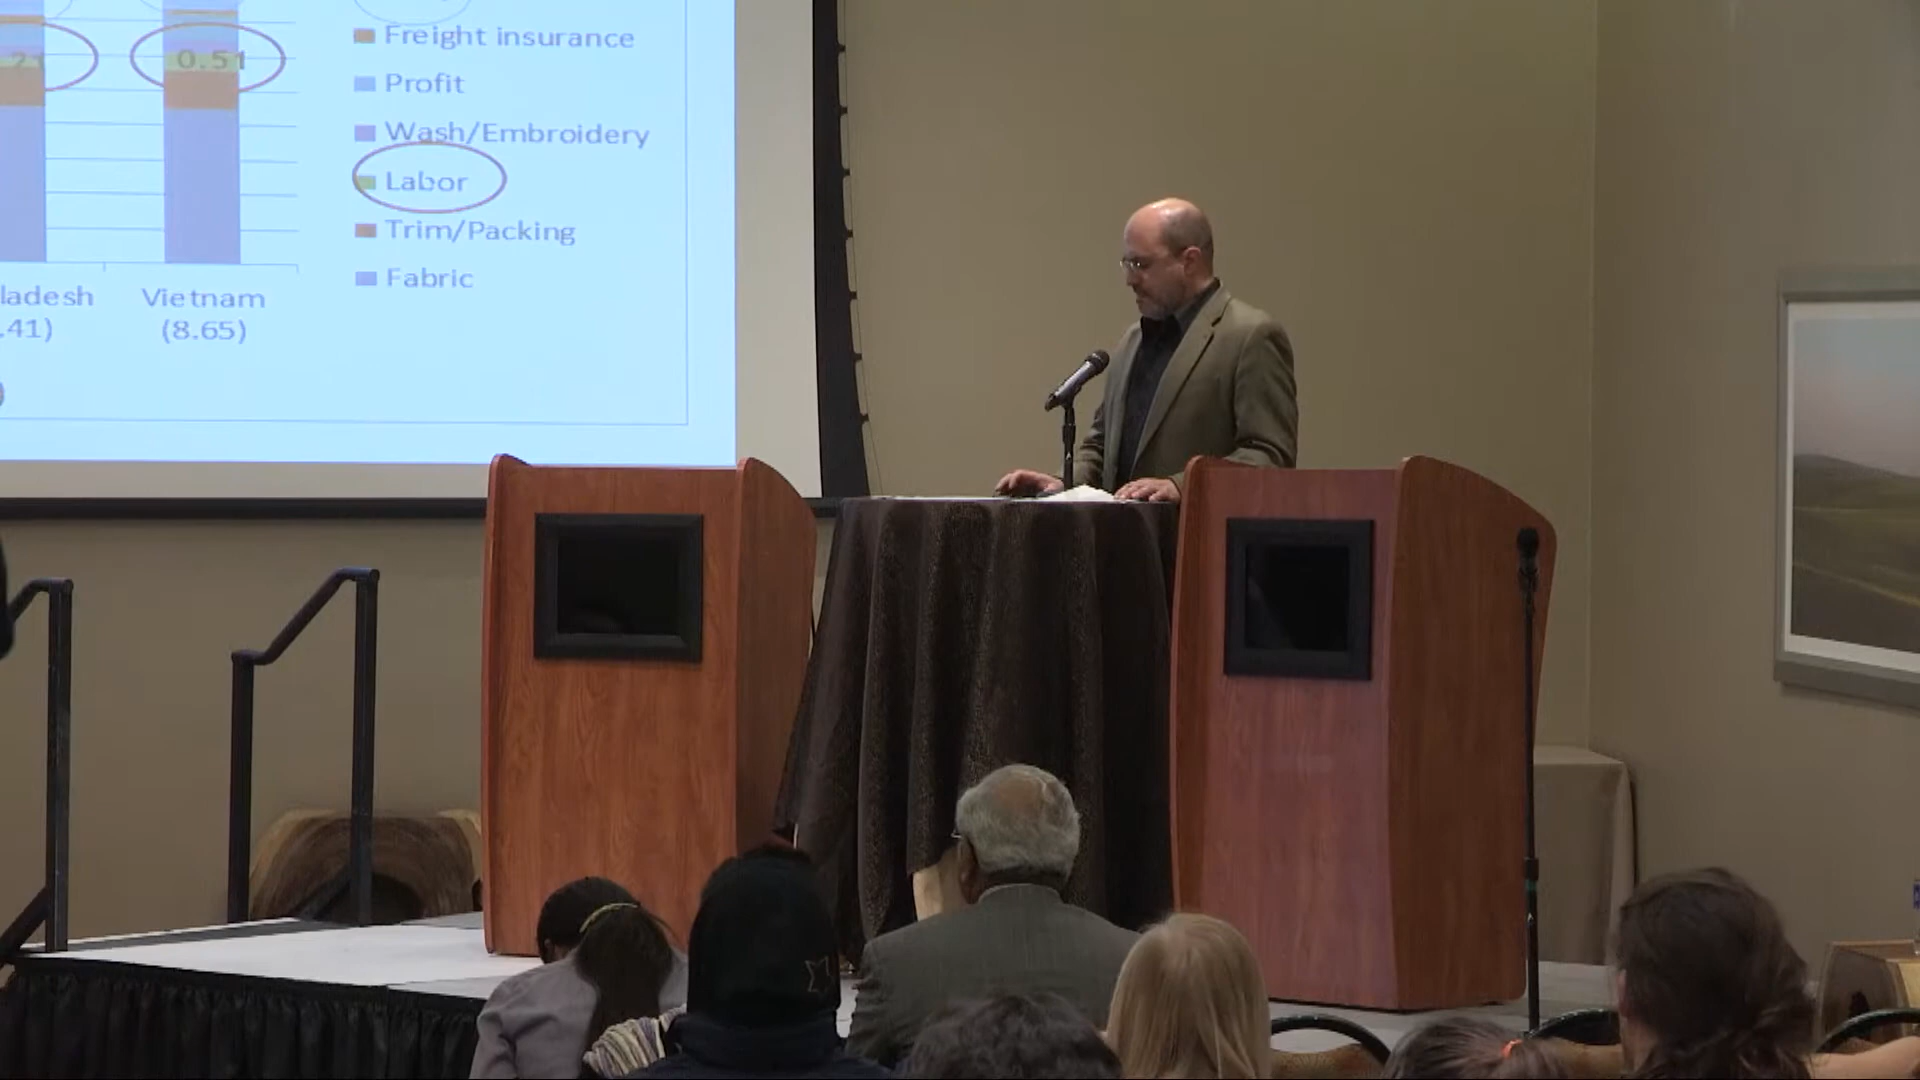 Freight insurance
0.51
Profit
Wash/Embroidery
Labor
Trim/Packing
Fabric
ladesh
.41)
Vietnam
(8.65)